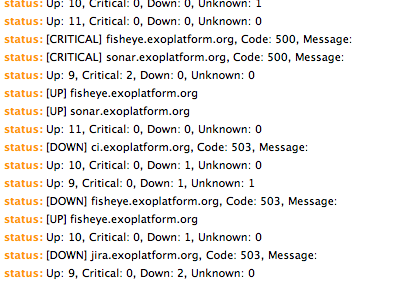 status: Up: 10, Critical: 0, Down: 0, Unknown: 1
status: Up: 11, Critical: 0, Down: 0, Unknown: 0
status: [CRITICAL] fisheye.exoplatform.org, Code: 500, Message:
status: [CRITICAL] sonar.exoplatform.org, Code: 500, Message:
status: Up: 9, Critical: 2, Down: 0, Unknown: 0
status: [UP] fisheye.exoplatform.org
status: [UP] sonar.exoplatform.org
status: Up: 11, Critical: 0, Down: 0, Unknown: 0
status: [DOWN] ci.exoplatform.org, Code: 503, Message:
status: Up: 10, Critical: 0, Down: 1, Unknown: 0
status: Up: 9, Critical: 0, Down: 1, Unknown: 1
status: [DOWN] fisheye.exoplatform.org, Code: 503, Message:
status: [UP] fisheye.exoplatform.org
status: Up: 10, Critical: 0, Down: 1, Unknown: 0
status: [DOWN] jira.exoplatform.org, Code: 503, Message:
status: Up: 9, Critical: 0, Down: 2, Unknown: 0